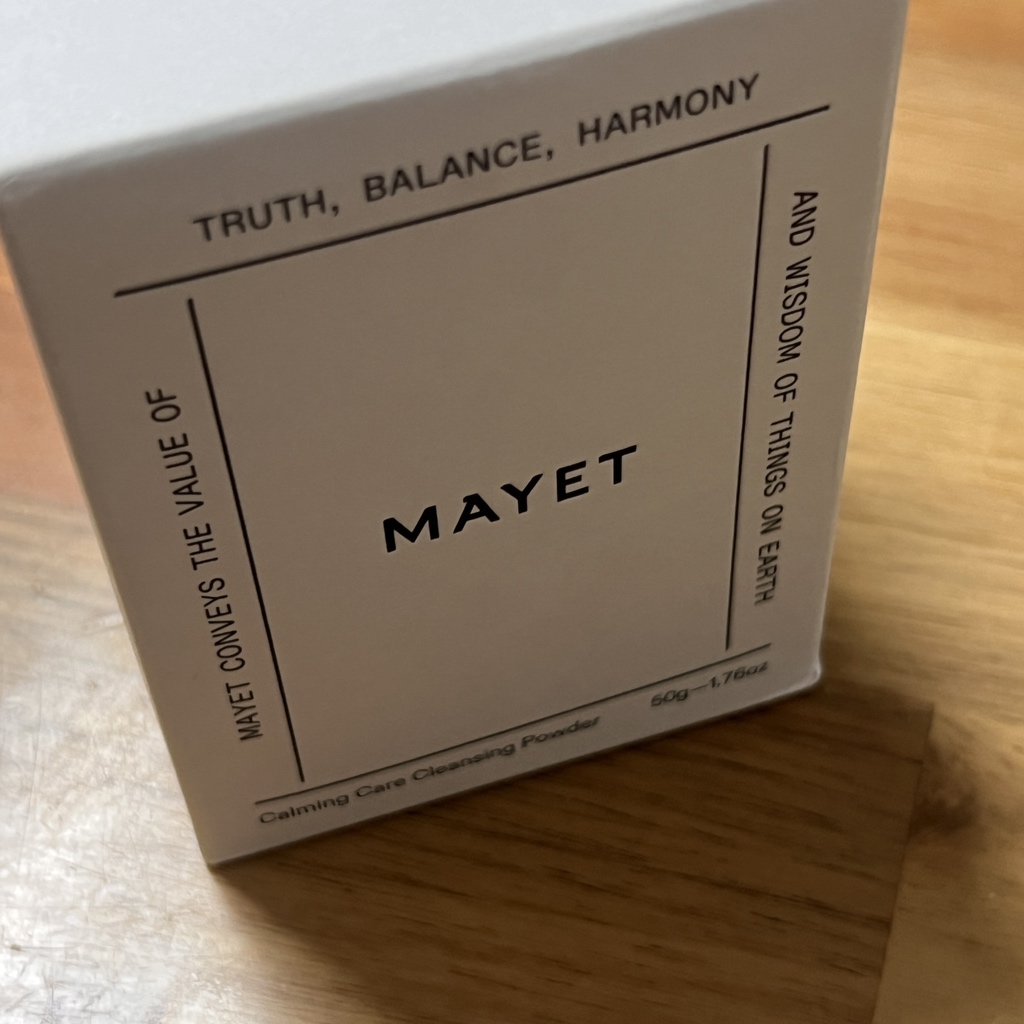 MAYET CONVEYS THE VALUE OF
TRUTH, BALANCE, HARMONY
AND WISDOM OF THINGS ON EARTH
MAYET
Calming Care Cleansing Powder
50g—1.76oz